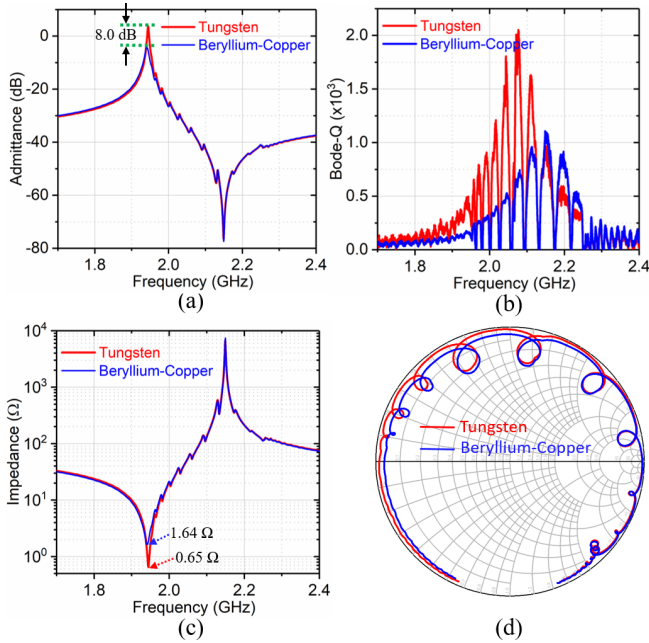 Tungsten
Beryllium-Copper
8.0 dB
0
-20
-40
-60
-80
Admittance (dB)
1.8
2.0
2.2
2.4
Frequency (GHz)
(a)
Tungsten
Beryllium-Copper
2.0
1.5
1.0
0.5
0.0
Bode-Q (x10³)
1.8
2.0
2.2
2.4
Frequency (GHz)
(b)
Tungsten
Beryllium-Copper
10⁴
10³
10²
10¹
10⁰
Impedance (Ω)
1.64 Ω
0.65 Ω
1.8
2.0
2.2
2.4
Frequency (GHz)
(c)
Tungsten
Beryllium-Copper
(d)